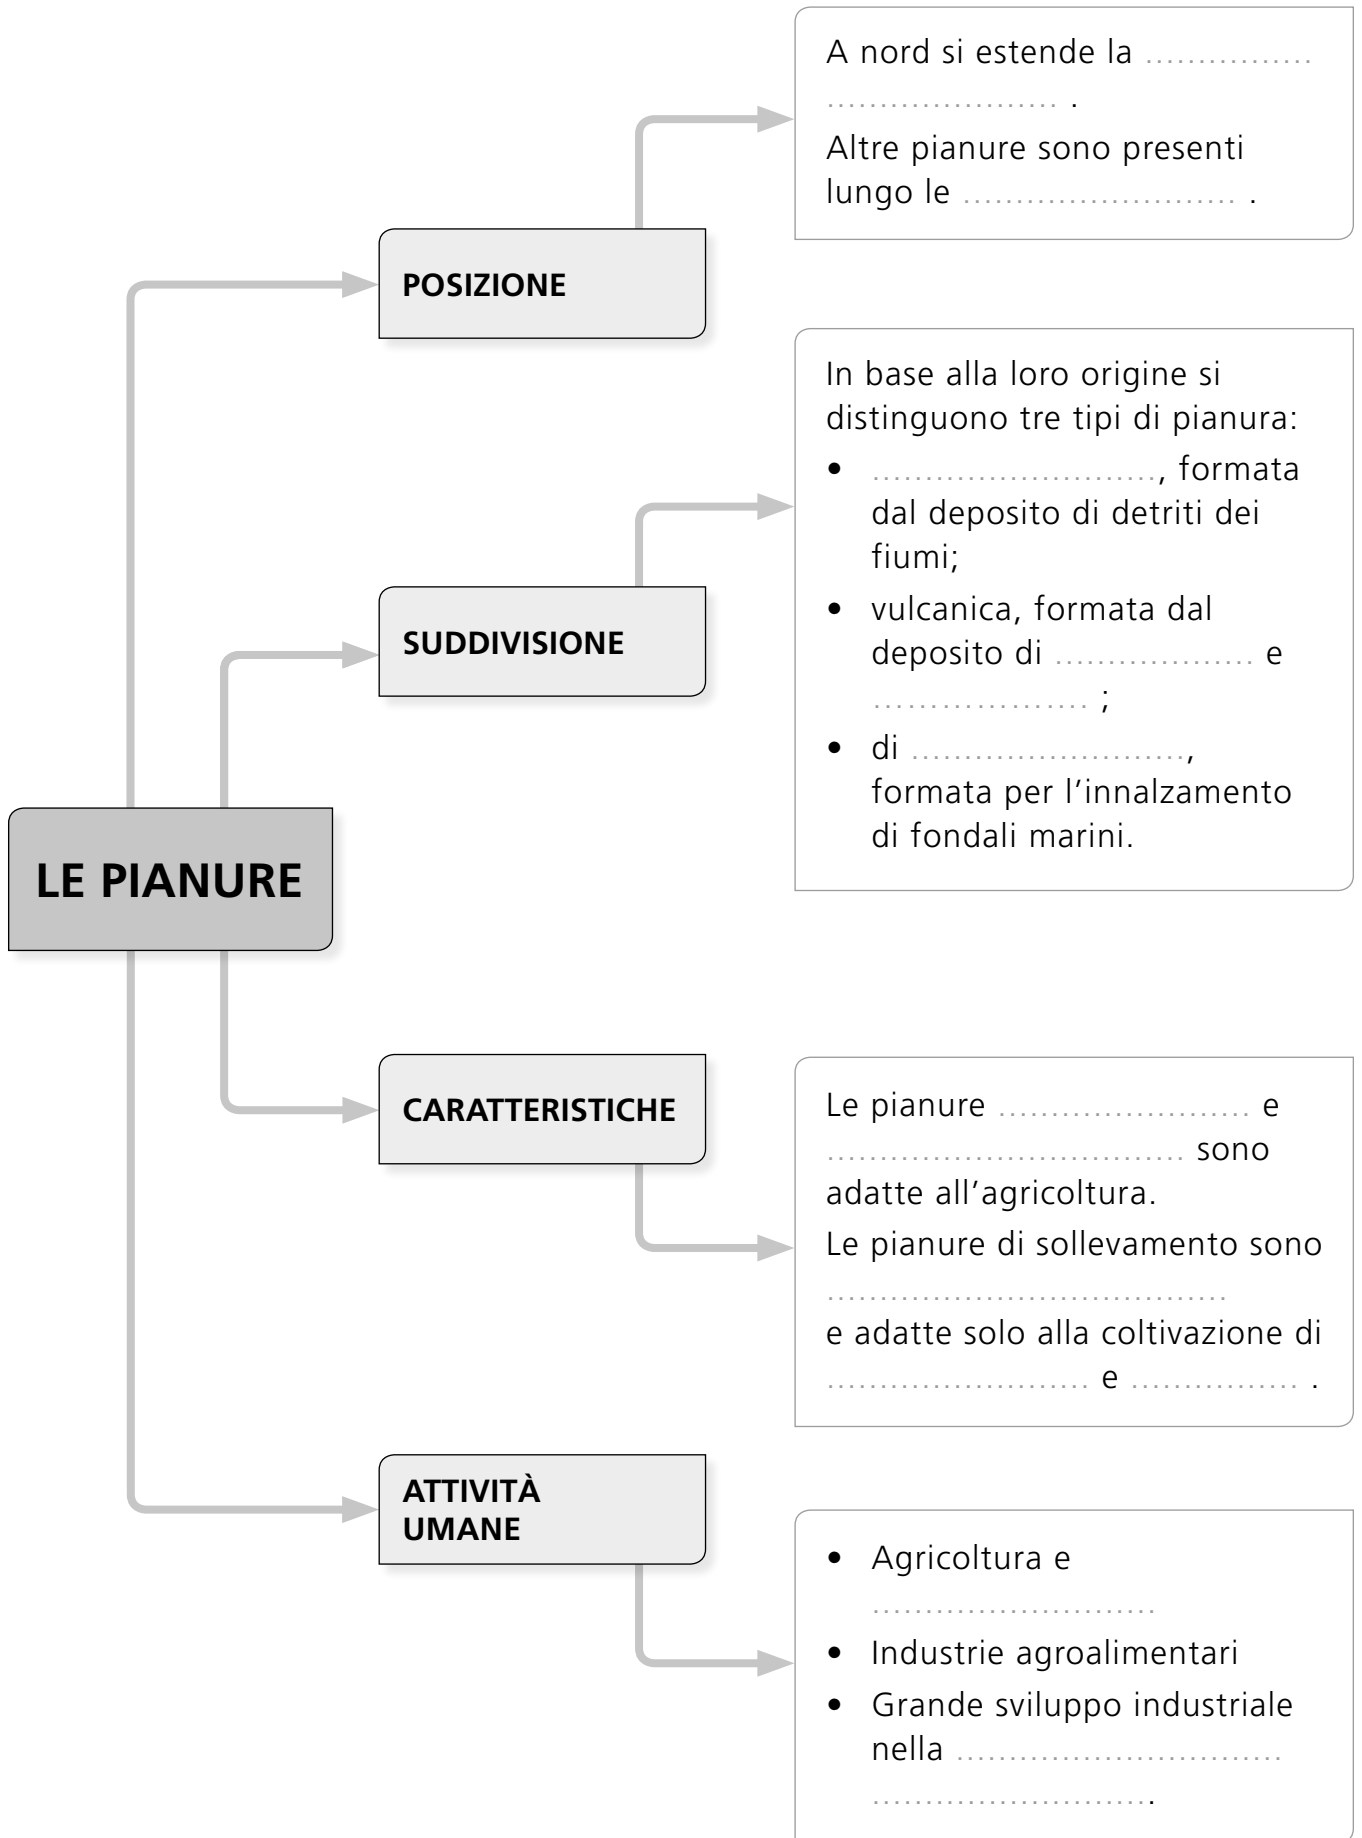 A nord si estende la ................
...................... .
Altre pianure sono presenti
lungo le .......................... .
POSIZIONE
In base alla loro origine si
distinguono tre tipi di pianura:
• ..........................., formata
dal deposito di detriti dei
fiumi;
• vulcanica, formata dal
deposito di ................... e
.................. ;
• di ..........................,
formata per l'innalzamento
di fondali marini.
SUDDIVISIONE
LE PIANURE
CARATTERISTICHE
Le pianure ........................ e
.................................. sono
adatte all'agricoltura.
Le pianure di sollevamento sono
......................................
e adatte solo alla coltivazione di
......................... e ................ .
ATTIVITÀ
UMANE
• Agricoltura e
...........................
• Industrie agroalimentari
• Grande sviluppo industriale
nella ...............................
..........................